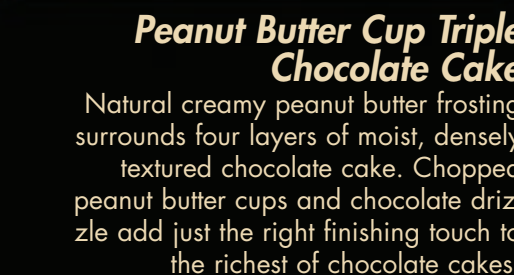 Peanut Butter Cup Triple
Chocolate Cake
Natural creamy peanut butter frosting
surrounds four layers of moist, densely
textured chocolate cake. Chopped
peanut butter cups and chocolate driz
zle add just the right finishing touch to
the richest of chocolate cakes